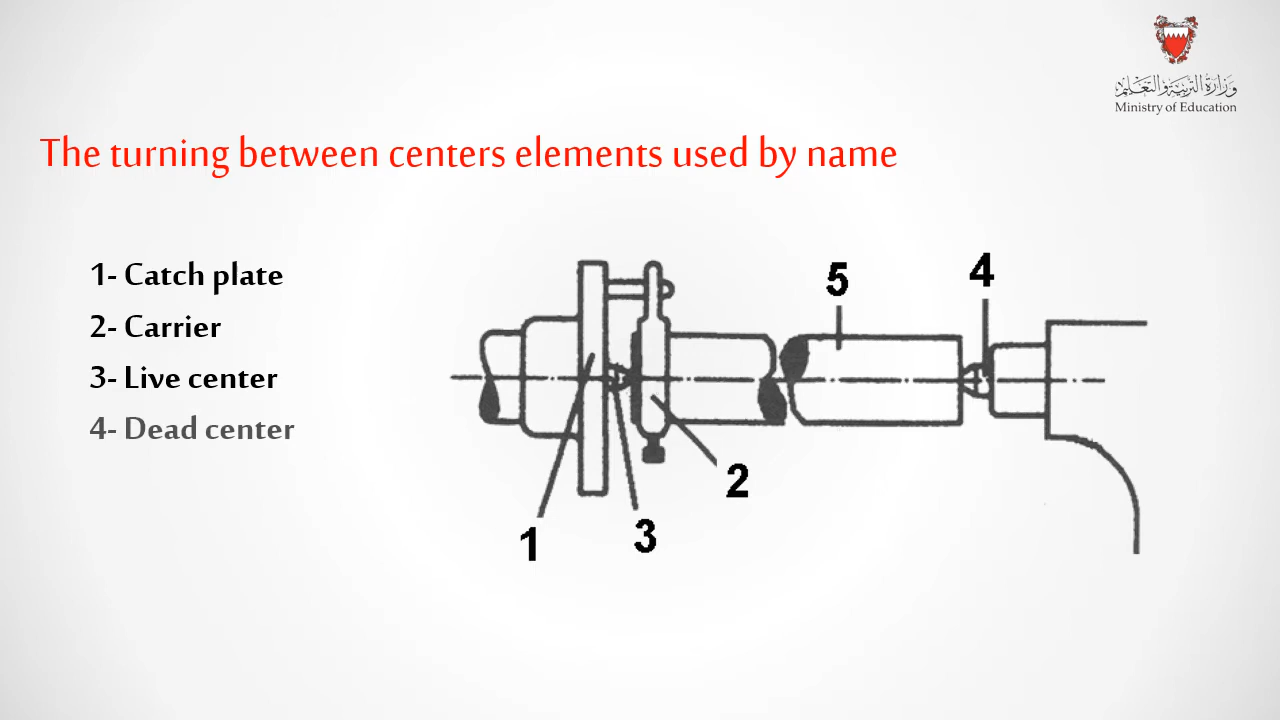 وزارة التربية والتعليم
Ministry of Education
The turning between centers elements used by name
1- Catch plate
2- Carrier
3- Live center
4- Dead center
5
4
2
1
3